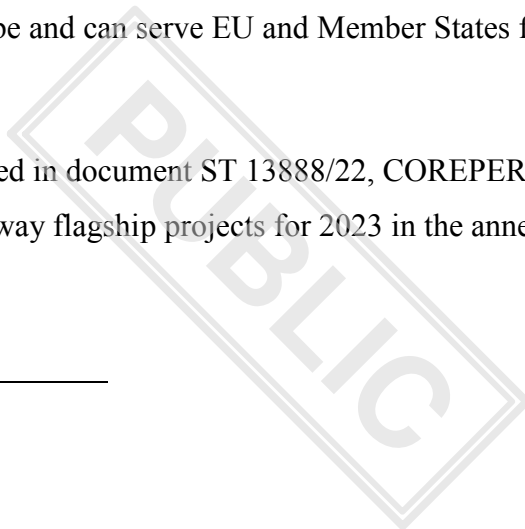 be and can serve EU and Member States f
ed in document ST 13888/22, COREPER
way flagship projects for 2023 in the anne
PUBLIC